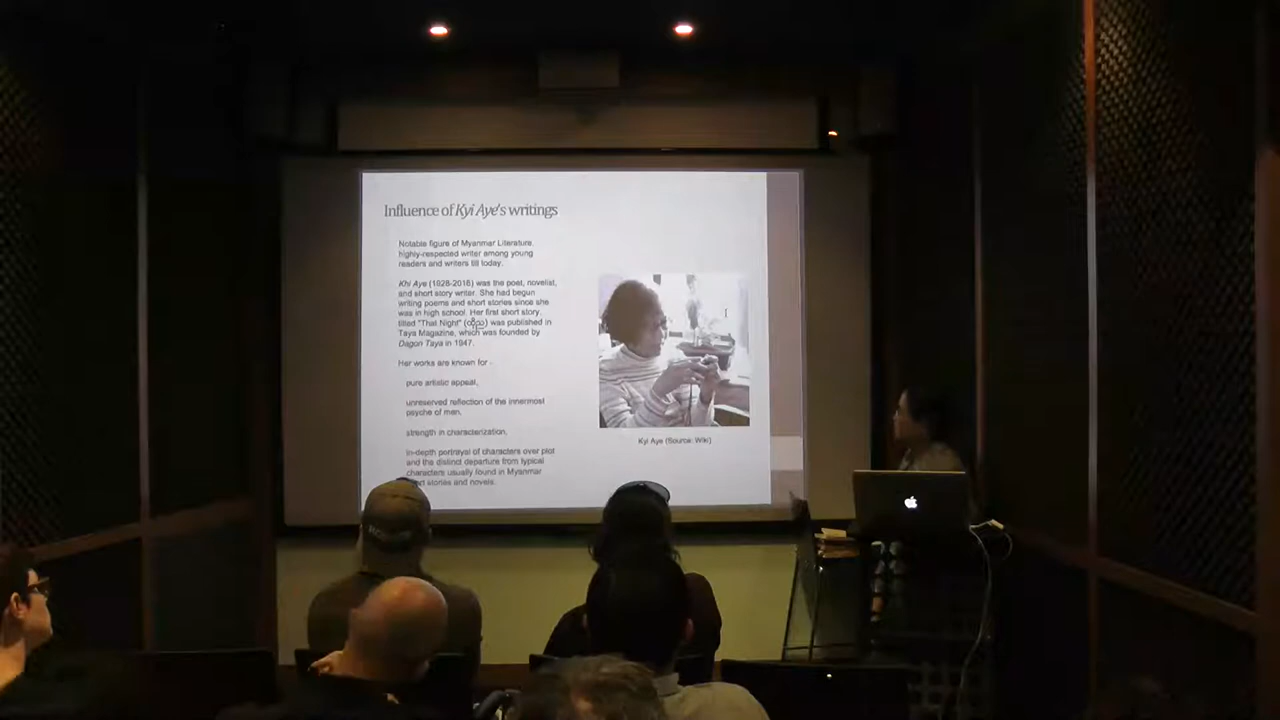 Influence of Kyi Aye's writings
Notable figure of Myanmar Literature,
highly-respected writer among young
readers and writers till today.
Khi Aye (1928-2016) was the poet, novelist,
and short story writer. She had begun
writing poems and short stories since she
was in high school. Her first short story,
titled "That Night" (ထိုည) was published in
Taya Magazine, which was founded by
Dagon Taya in 1947.
Her works are known for -
pure artistic appeal,
unreserved reflection of the innermost
psyche of man,
strength in characterization,
in-depth portrayal of characters over plot
and the distinct departure from typical
characters usually found in Myanmar
stories and novels.
Kyi Aye (Source: Wiki)